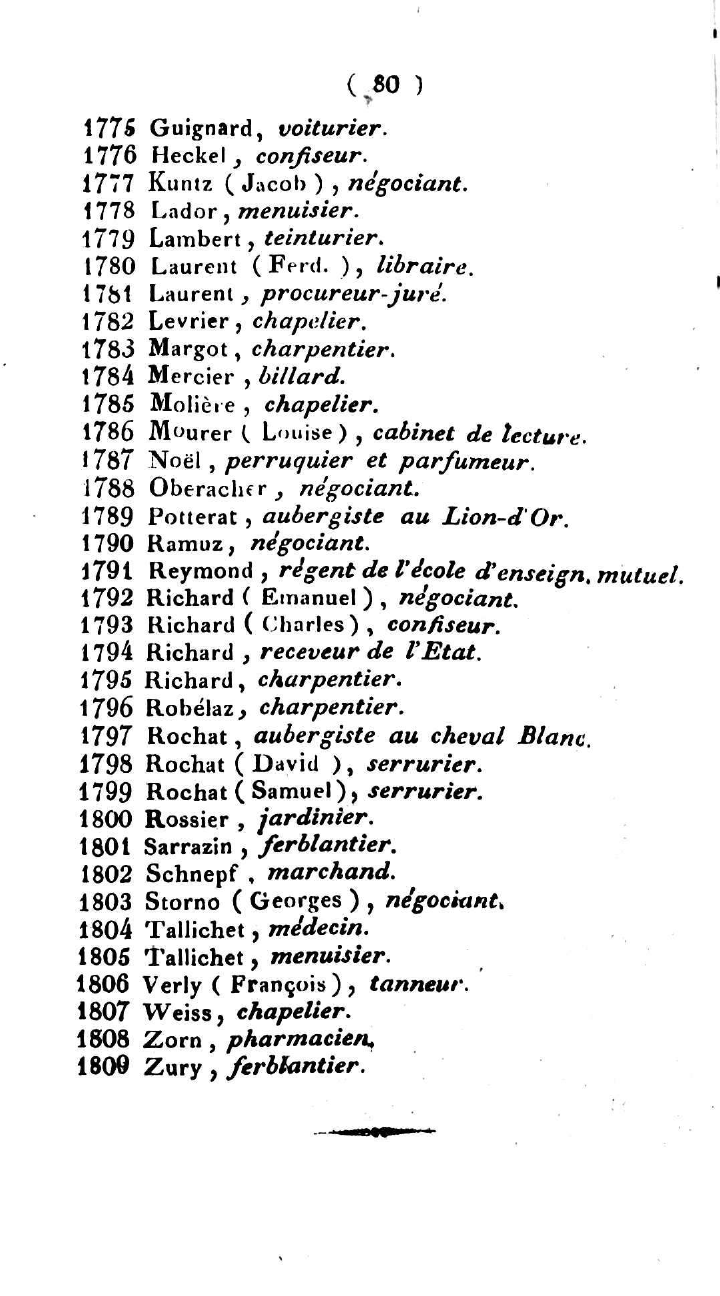 ( 80 )
1775 Guignard, voiturier.
1776 Heckel, confiseur.
1777 Kuntz ( Jacob ), négociant.
1778 Lador, menuisier.
1779 Lambert, teinturier.
1780 Laurent ( Ferd. ), libraire.
1781 Laurent, procureur-juré.
1782 Levrier, chapelier.
1783 Margot, charpentier.
1784 Mercier, billard.
1785 Molière, chapelier.
1786 Mourer ( Louise ), cabinet de lecture.
1787 Noël, perruquier et parfumeur.
1788 Oberacher, négociant.
1789 Potterat, aubergiste au Lion-d'Or.
1790 Ramuz, négociant.
1791 Reymond, régent de l'école d'enseign. mutuel.
1792 Richard ( Emanuel ), négociant.
1793 Richard ( Charles ), confiseur.
1794 Richard, receveur de l'Etat.
1795 Richard, charpentier.
1796 Robélaz, charpentier.
1797 Rochat, aubergiste au cheval Blanc.
1798 Rochat ( David ), serrurier.
1799 Rochat ( Samuel ), serrurier.
1800 Rossier, jardinier.
1801 Sarrazin, ferblantier.
1802 Schnepf, marchand.
1803 Storno ( Georges ), négociant.
1804 Tallichet, médecin.
1805 Tallichet, menuisier.
1806 Verly ( François ), tanneur.
1807 Weiss, chapelier.
1808 Zorn, pharmacien.
1809 Zury, ferblantier.